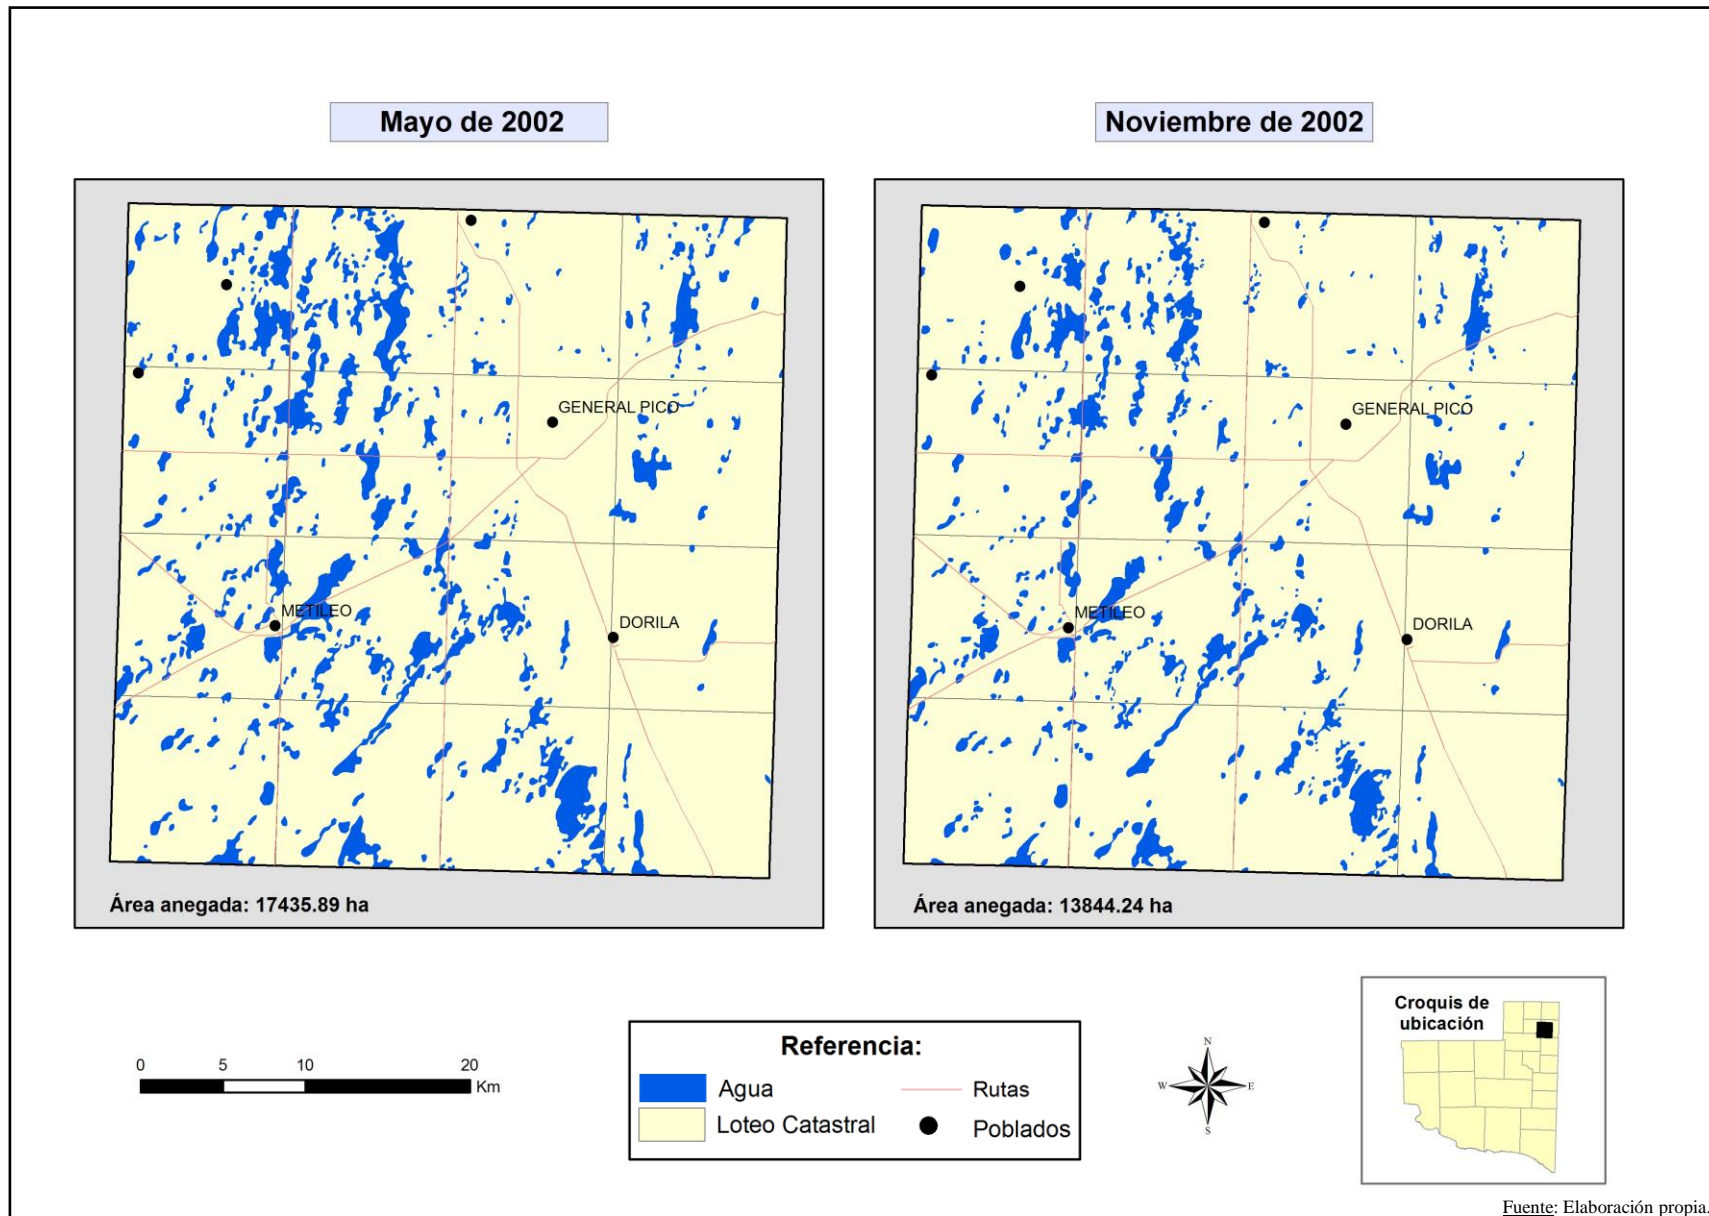 Mayo de 2002
Noviembre de 2002
GENERAL PICO
METILEO
DORILA
Área anegada: 17435.89 ha
GENERAL PICO
METILEO
DORILA
Área anegada: 13844.24 ha
0 5 10 20
Km
Referencia:
Agua
Rutas
Loteo Catastral
Poblados
N
W E
S
Croquis de
ubicación
Fuente: Elaboración propia.